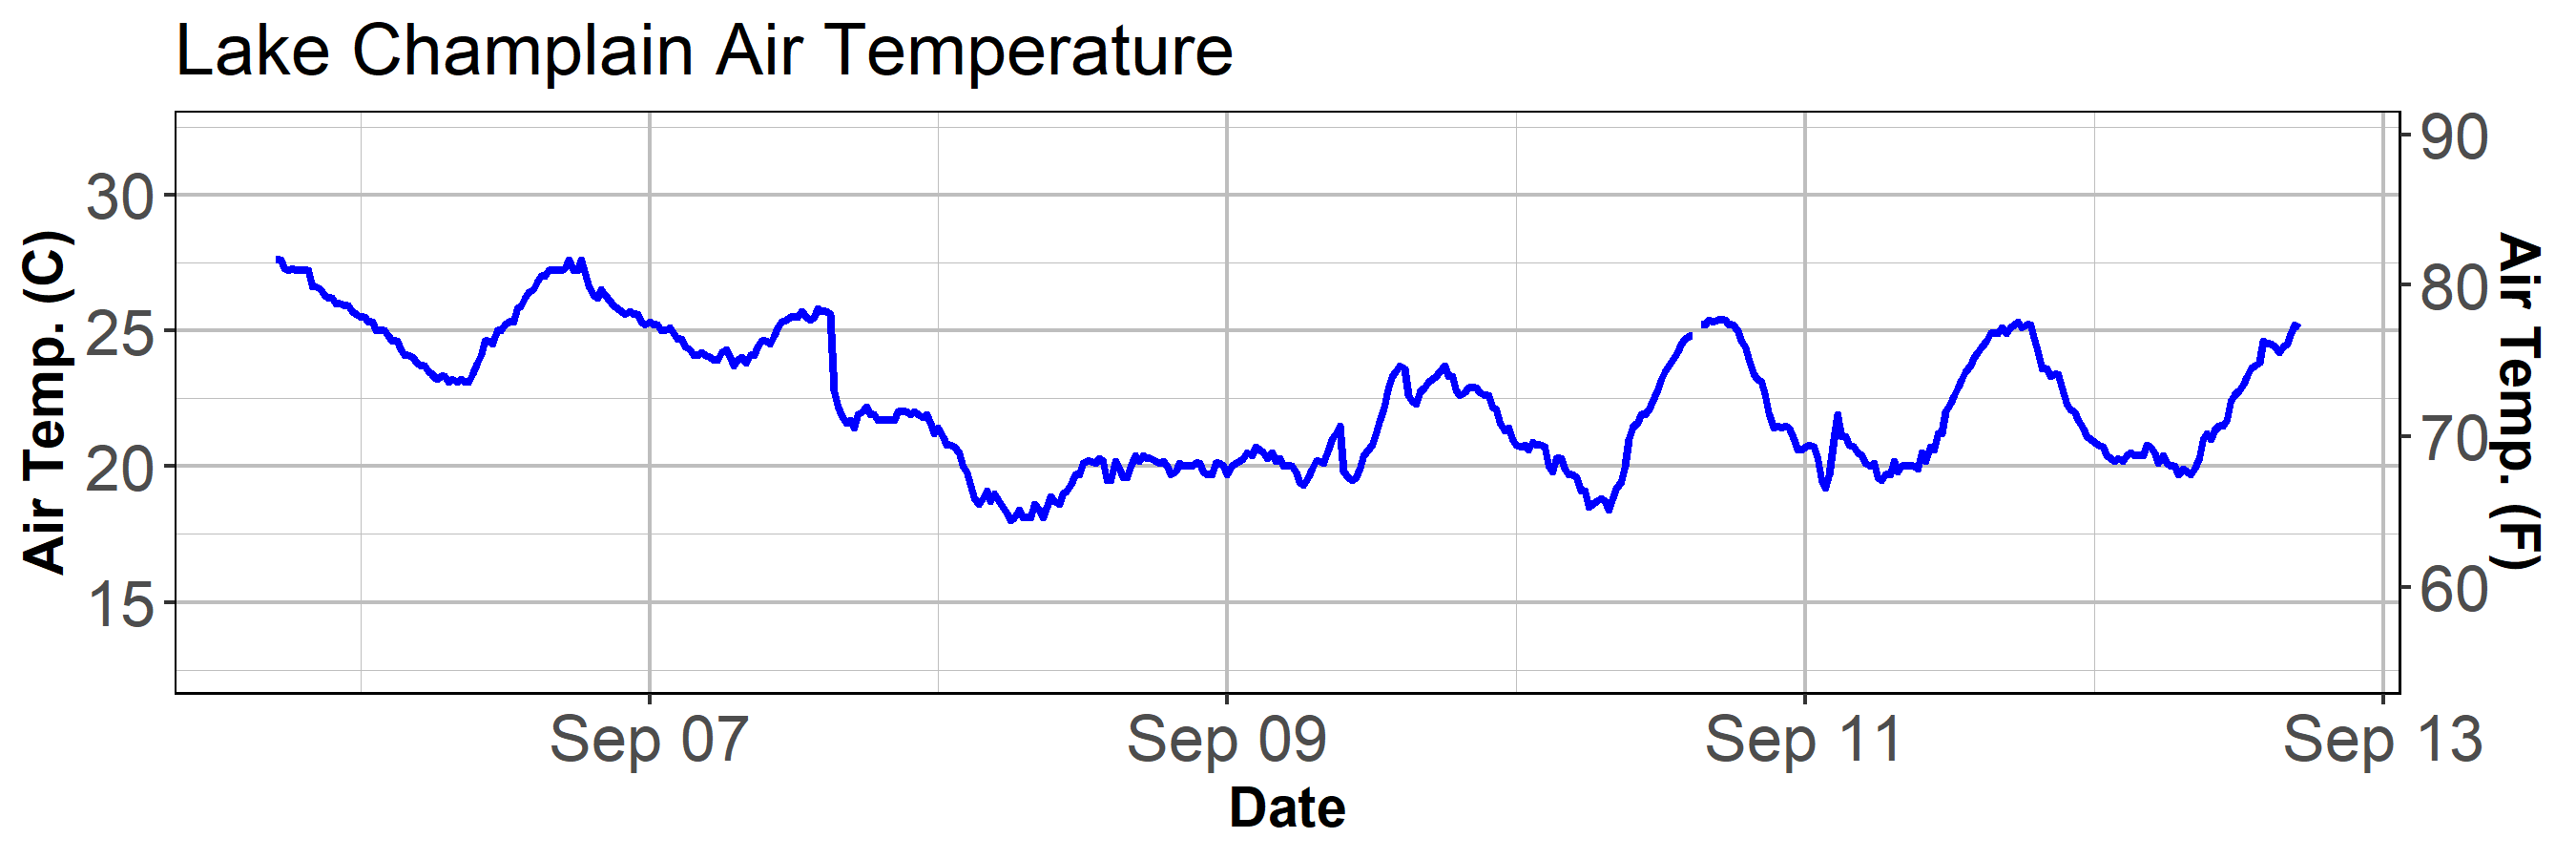 Lake Champlain Air Temperature
Air Temp. (C)
30
25
20
15
90
80
70
60
Air Temp. (F)
Sep 07
Sep 09
Sep 11
Sep 13
Date